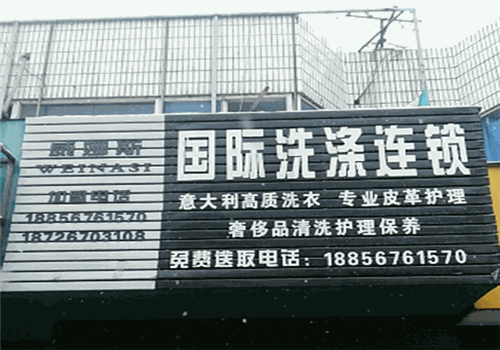 威娜斯
WEINASI
加盟电话
18856761570
18726703108
国际洗涤连锁
意大利高质洗衣 专业皮革护理
奢侈品清洗护理保养
免费送取电话：18856761570